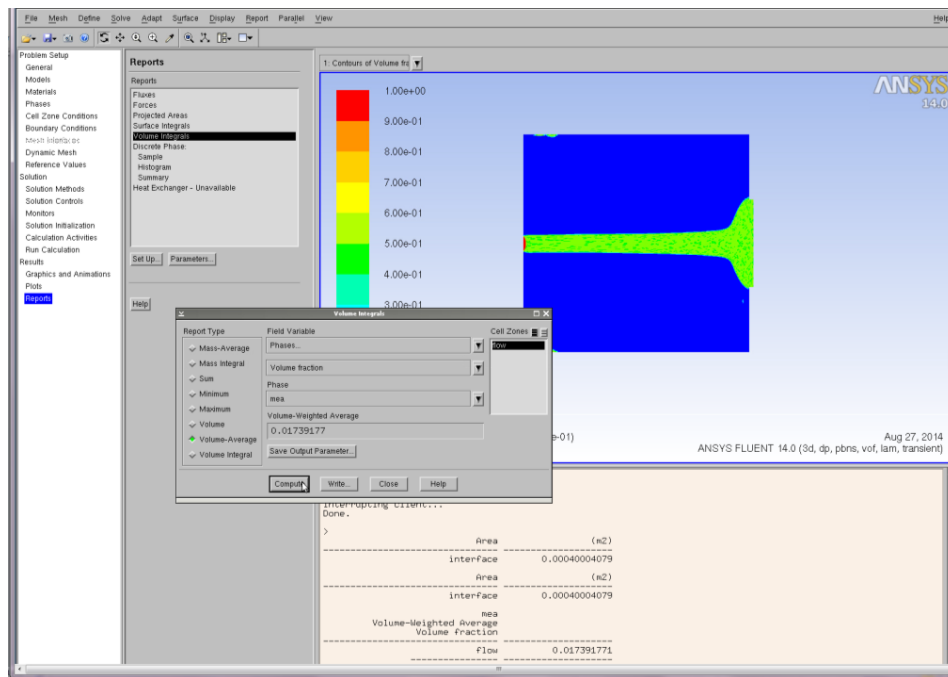 File Mesh Define Solve Adapt Surface Display Report Parallel View Help
Problem Setup
General
Models
Materials
Phases
Cell Zone Conditions
Boundary Conditions
Mesh Interfaces
Dynamic Mesh
Reference Values
Solution
Solution Methods
Solution Controls
Monitors
Solution Initialization
Calculation Activities
Run Calculation
Results
Graphics and Animations
Plots
Reports
Reports
Reports
Fluxes
Forces
Projected Areas
Surface Integrals
Volume Integrals
Discrete Phase:
Sample
Histogram
Summary
Heat Exchanger - Unavailable
Set Up... Parameters...
Help
1: Contours of Volume fra
ANSYS
14.0
1.00e+00
9.00e-01
8.00e-01
7.00e-01
6.00e-01
5.00e-01
4.00e-01
3.00e-01
Volume Integrals
Report Type
Mass-Average
Mass Integral
Sum
Minimum
Maximum
Volume
Volume-Average
Volume Integral
Field Variable
Phases...
Volume fraction
Phase
mea
Volume-Weighted Average
0.01739177
Save Output Parameter...
Cell Zones
flow
Compute Write... Close Help
e-01)
Aug 27, 2014
ANSYS FLUENT 14.0 (3d, dp, pbns, vof, lam, transient)
Interrupting client...
Done.
>
Area (m2)
interface 0.00040004079
Area (m2)
interface 0.00040004079
mea
Volume-Weighted Average
Volume fraction
flow 0.017391771